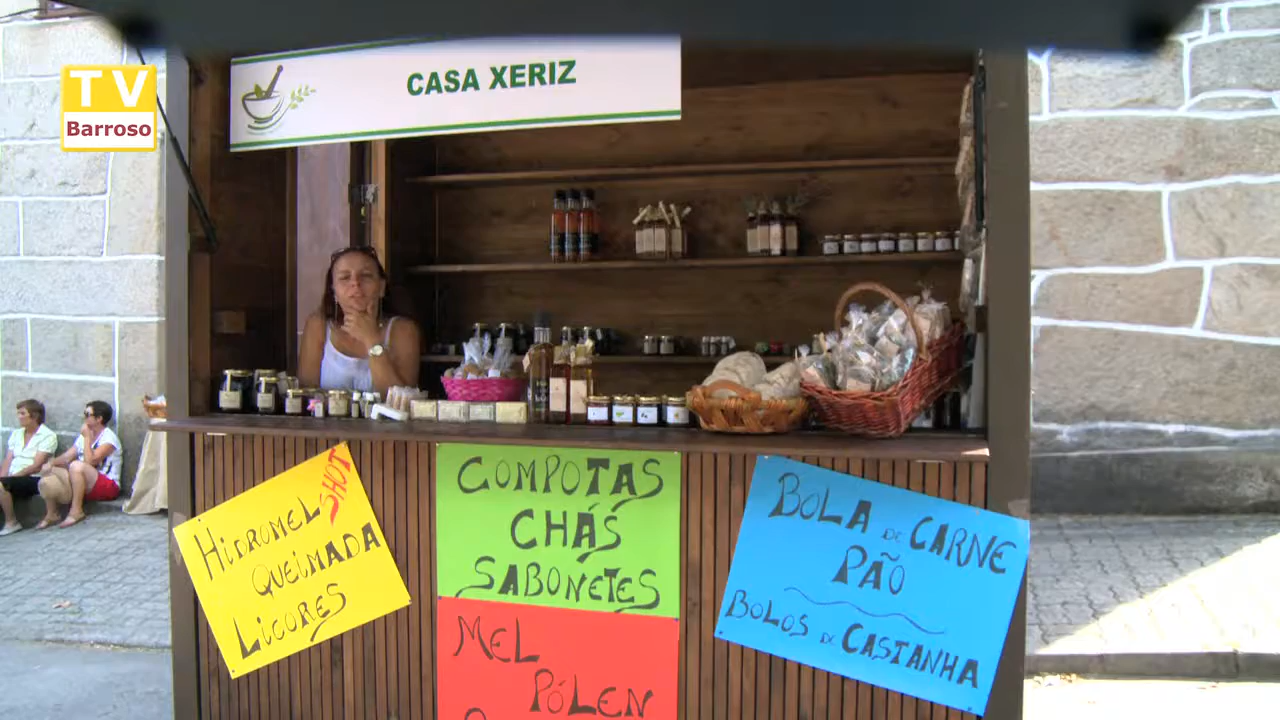 TV
Barroso
CASA XERIZ
HIDROMEL SHOT
QUEIMADA
LICORES
COMPOTAS
CHÁS
SABONETES
MEL
PÓLEN
BOLA DE CARNE
PÃO
BOLOS DE CASTANHA